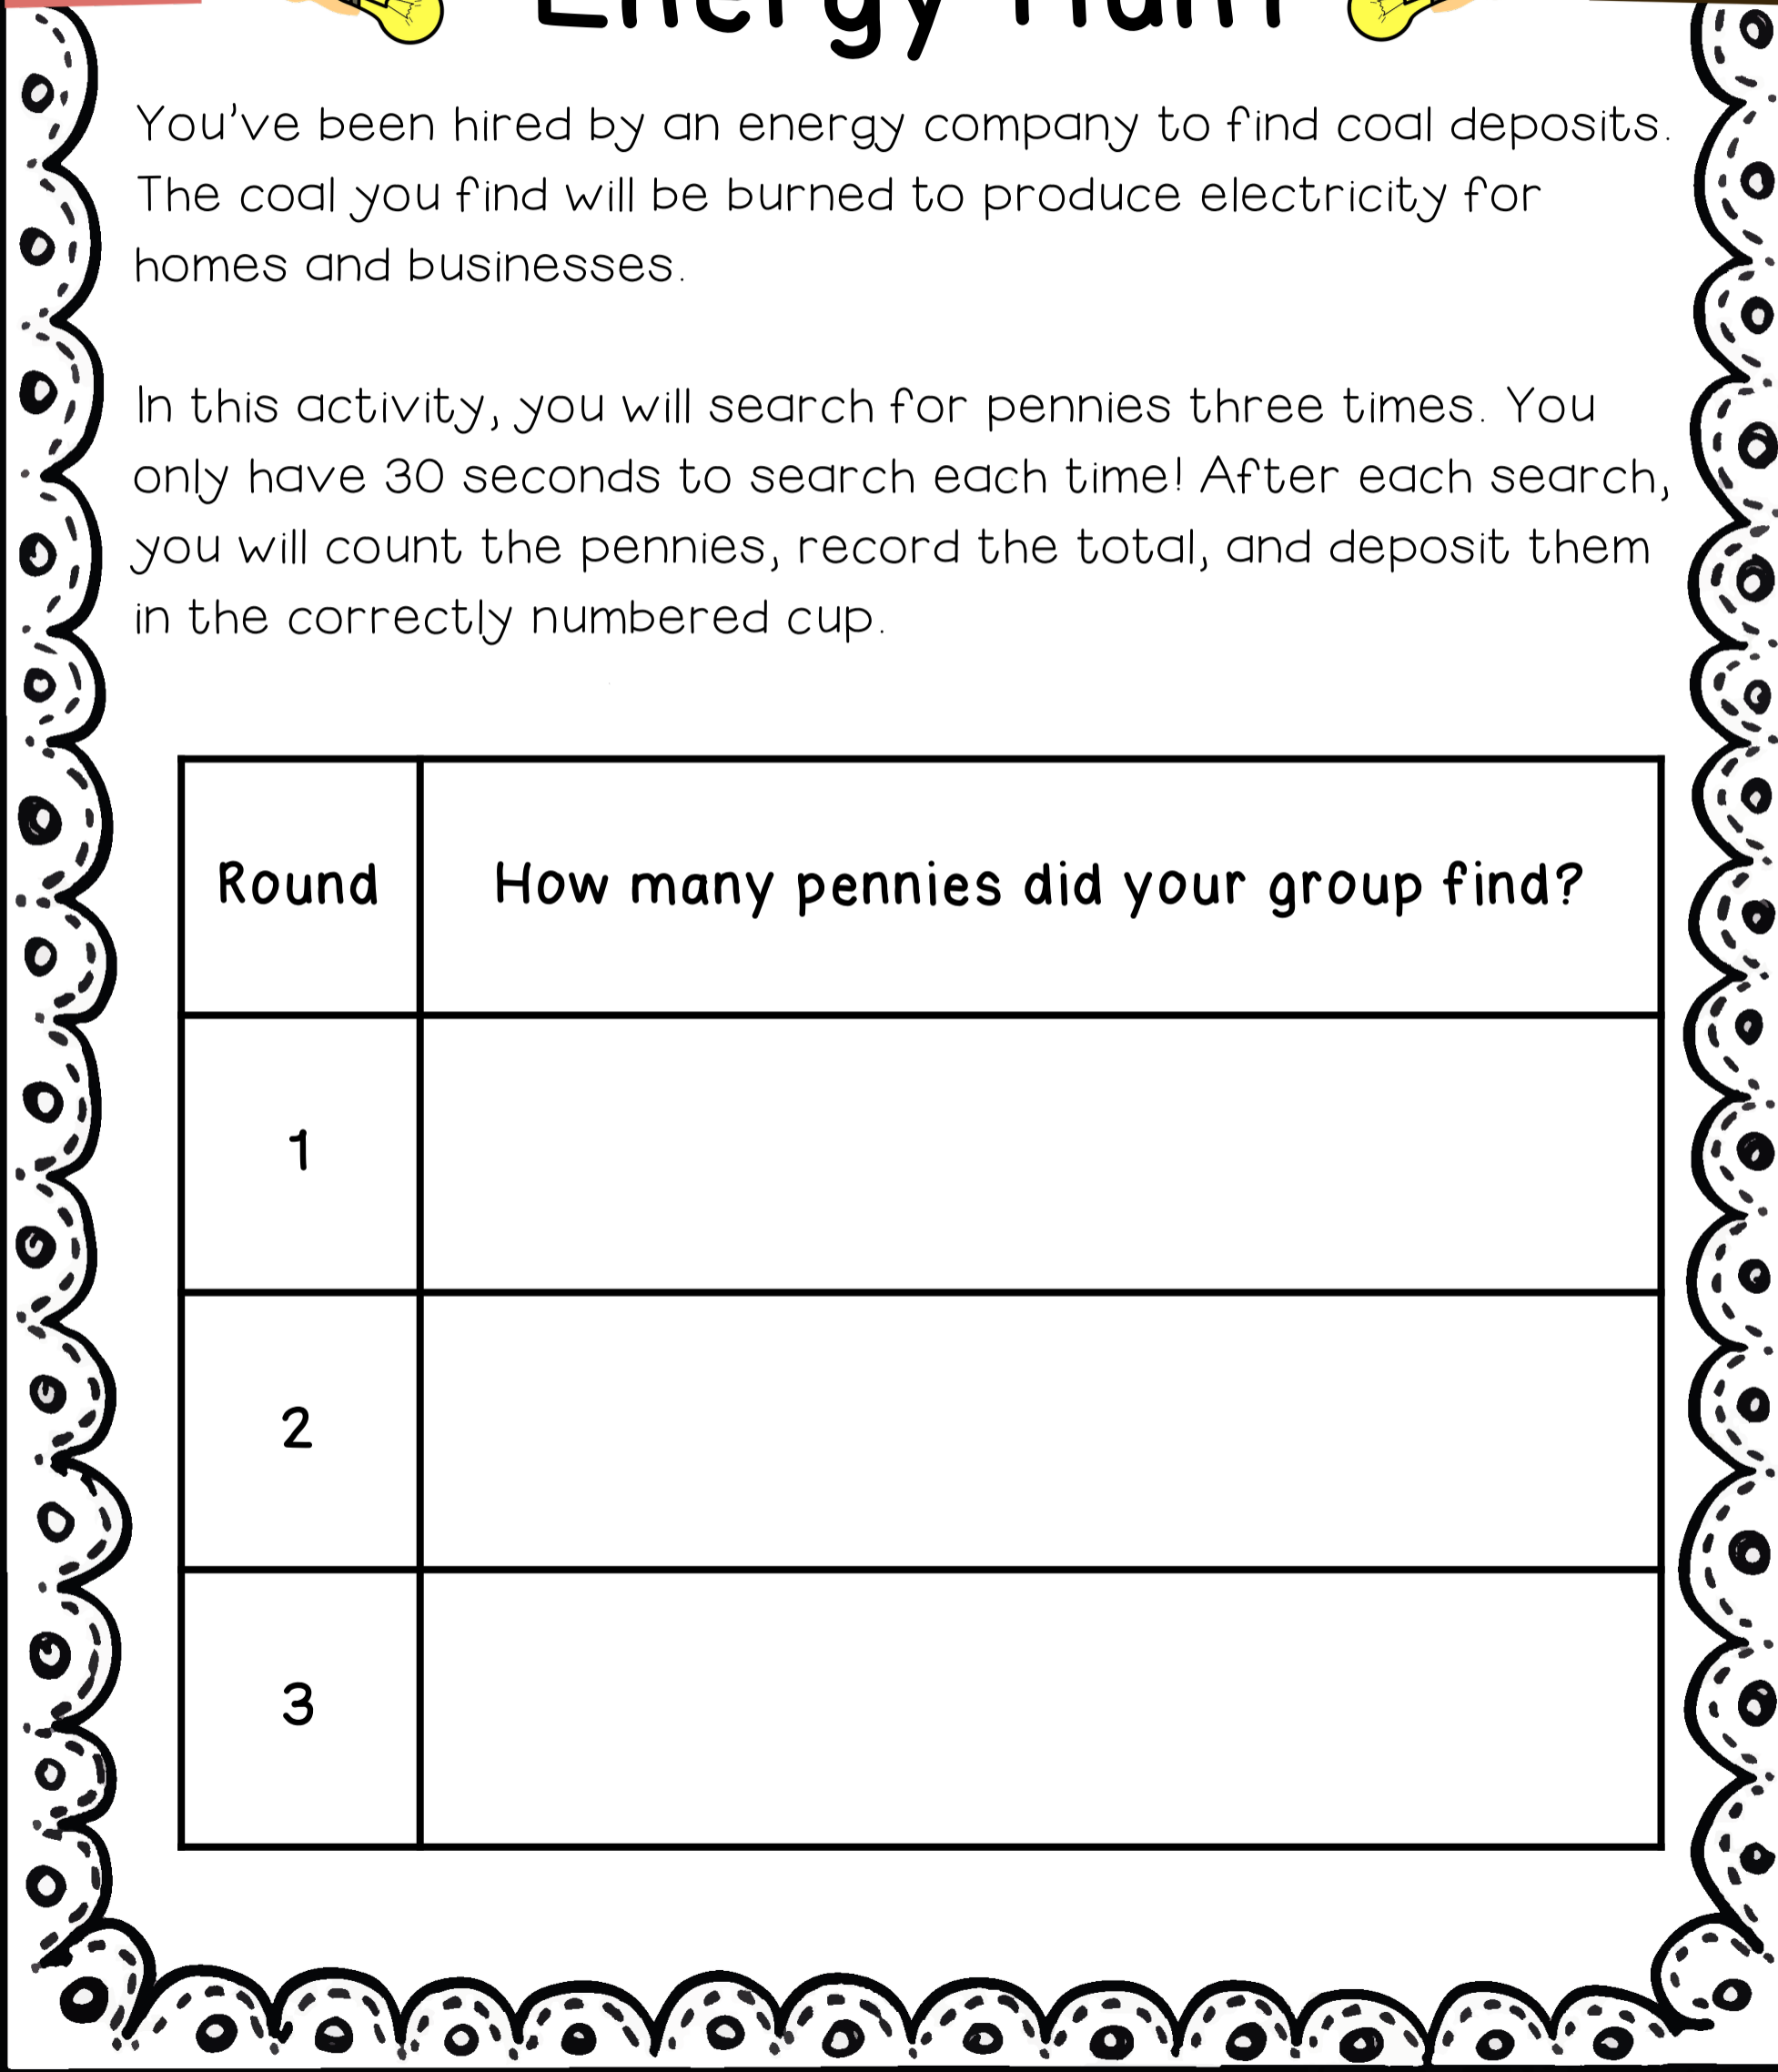 Energy Hunt
You've been hired by an energy company to find coal deposits.
The coal you find will be burned to produce electricity for
homes and businesses.
In this activity, you will search for pennies three times. You
only have 30 seconds to search each time! After each search,
you will count the pennies, record the total, and deposit them
in the correctly numbered cup.
Round How many pennies did your group find?
1
2
3